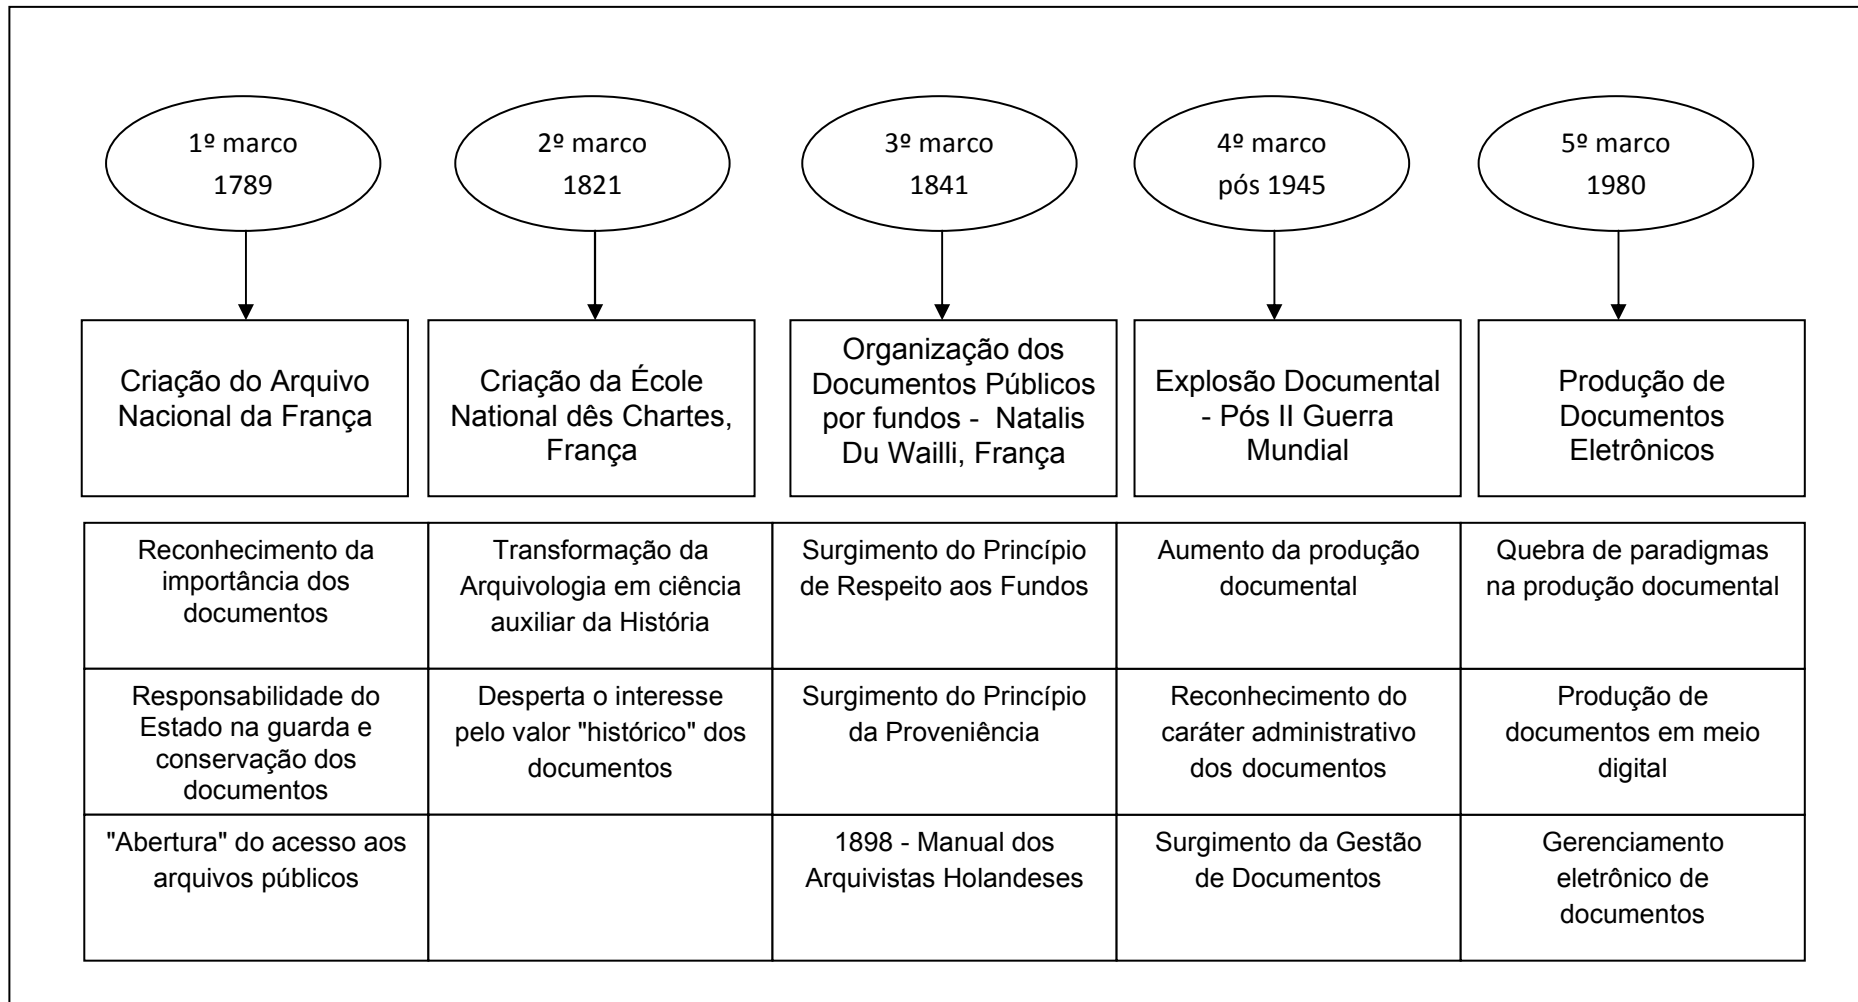 1º marco
1789
2º marco
1821
3º marco
1841
4º marco
pós 1945
5º marco
1980
Criação do Arquivo
Nacional da França
Criação da École
National dês Chartes,
França
Organização dos
Documentos Públicos
por fundos - Natalis
Du Wailli, França
Explosão Documental
- Pós II Guerra
Mundial
Produção de
Documentos
Eletrônicos
Reconhecimento da
importância dos
documentos
Transformação da
Arquivologia em ciência
auxiliar da História
Surgimento do Princípio
de Respeito aos Fundos
Aumento da produção
documental
Quebra de paradigmas
na produção documental
Responsabilidade do
Estado na guarda e
conservação dos
documentos
Desperta o interesse
pelo valor "histórico" dos
documentos
Surgimento do Princípio
da Proveniência
Reconhecimento do
caráter administrativo
dos documentos
Produção de
documentos em meio
digital
"Abertura" do acesso aos
arquivos públicos
1898 - Manual dos
Arquivistas Holandeses
Surgimento da Gestão
de Documentos
Gerenciamento
eletrônico de
documentos